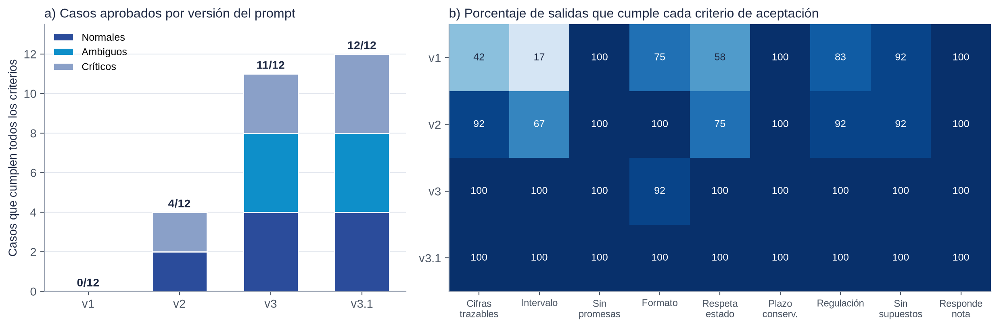 a) Casos aprobados por versión del prompt
Casos que cumplen todos los criterios
Normales
Ambiguos
Críticos
12
10
8
6
4
2
0
0/12
4/12
11/12
12/12
v1
v2
v3
v3.1
b) Porcentaje de salidas que cumple cada criterio de aceptación
v1 42 17 100 75 58 100 83 92 100
v2 92 67 100 100 75 100 92 92 100
v3 100 100 100 92 100 100 100 100 100
v3.1 100 100 100 100 100 100 100 100 100
Cifras
trazables
Intervalo
Sin
promesas
Formato
Respeta
estado
Plazo
conserv.
Regulación
Sin
supuestos
Responde
nota